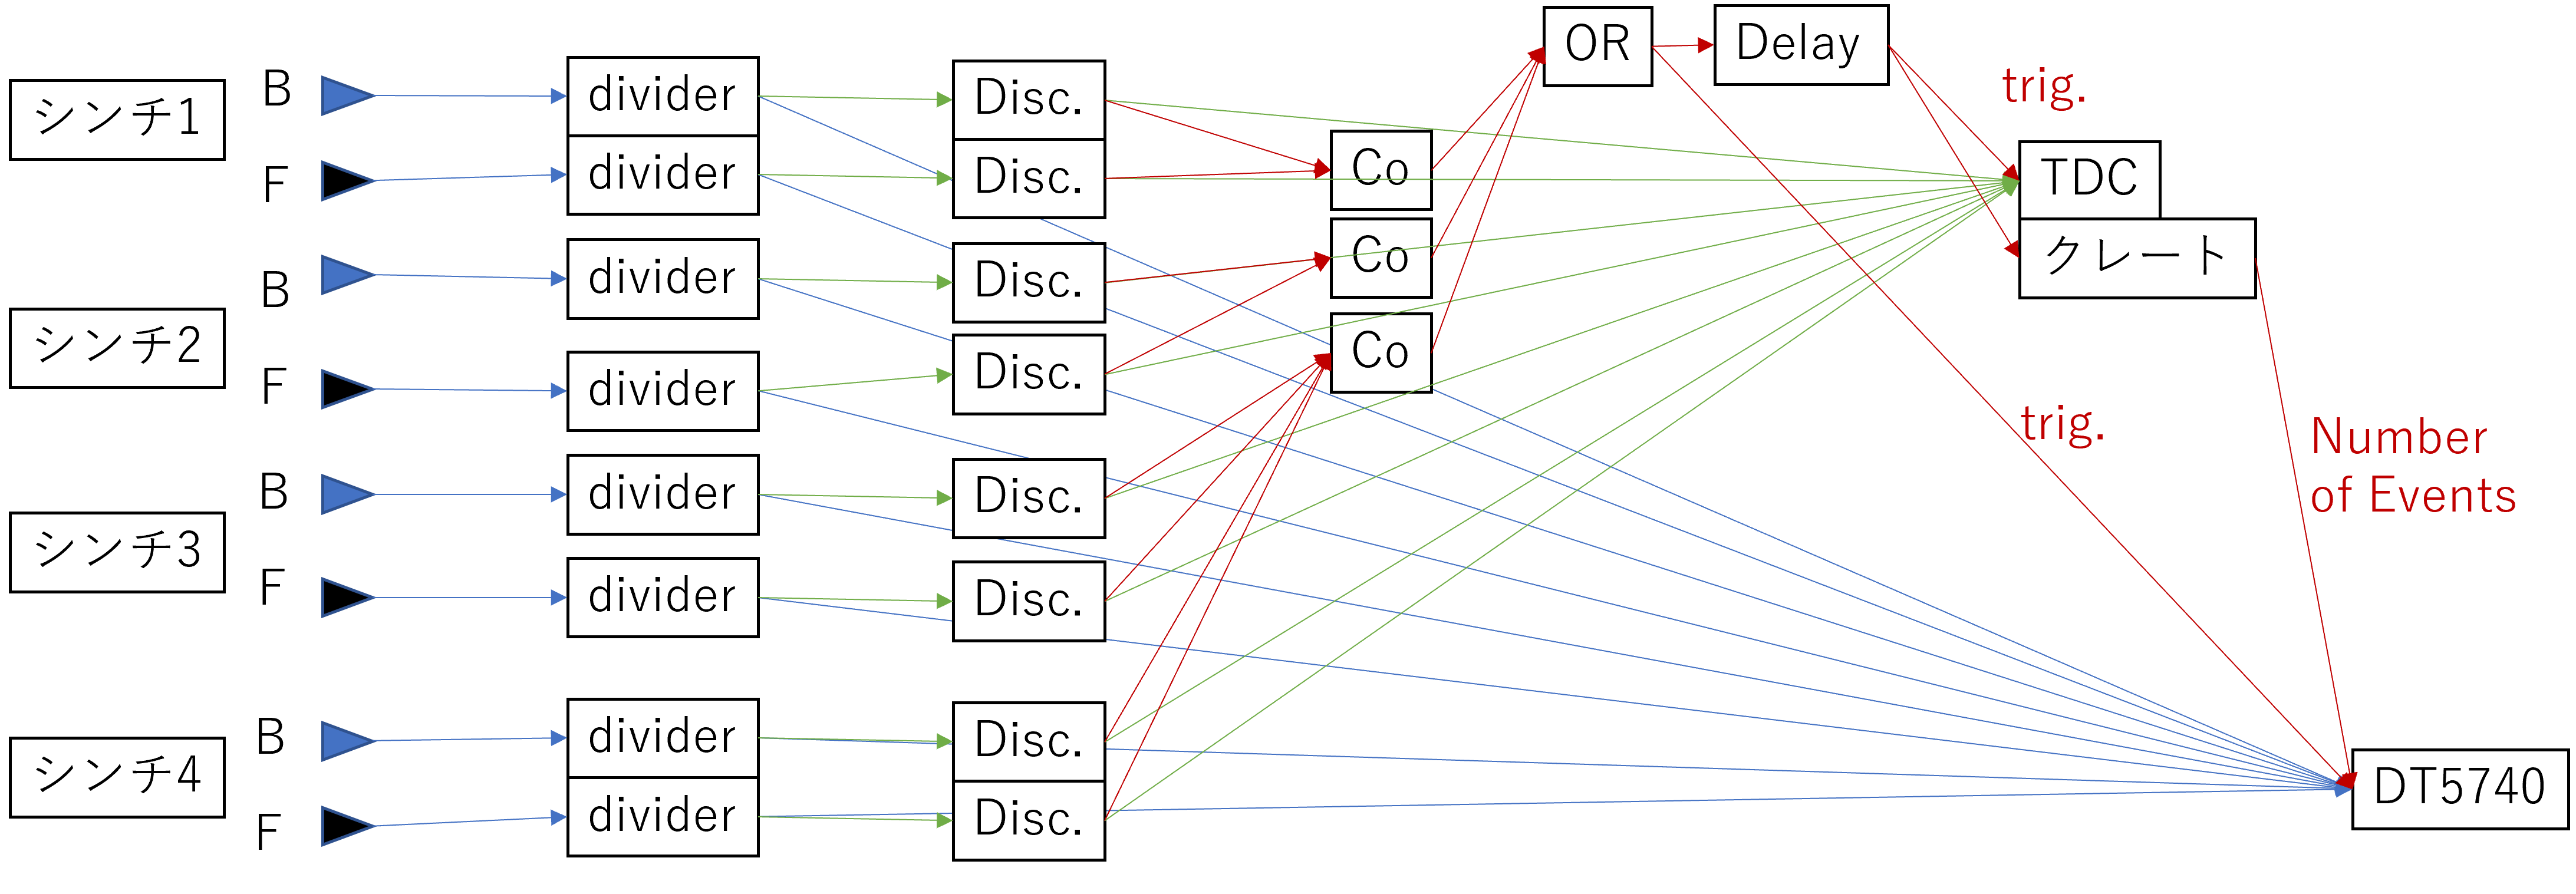 OR
Delay
trig.
シンチ1
B
divider
Disc.
F
divider
Disc.
Co
TDC
クレート
シンチ2
B
divider
Disc.
Co
F
divider
Disc.
Co
trig.
Number
of Events
シンチ3
B
divider
Disc.
F
divider
Disc.
シンチ4
B
divider
Disc.
F
divider
Disc.
DT5740